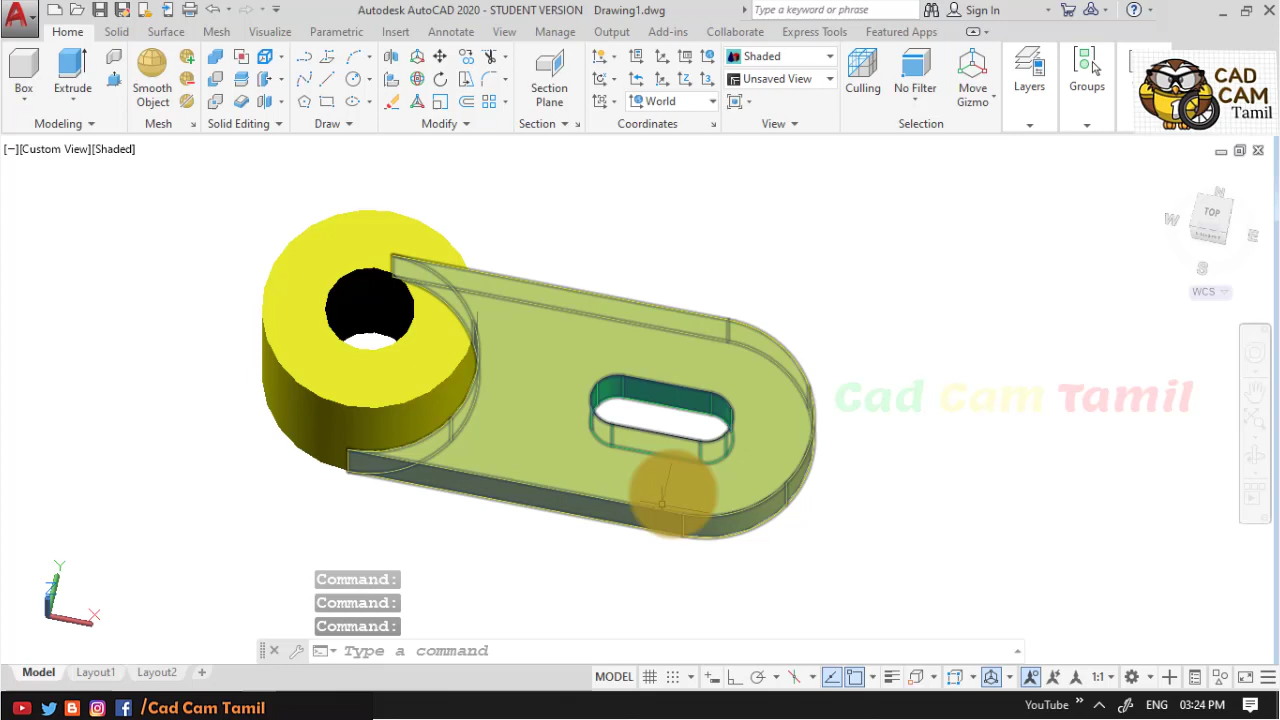 Autodesk AutoCAD 2020 - STUDENT VERSION Drawing1.dwg
Type a keyword or phrase
Sign In
Home Solid Surface Mesh Visualize Parametric Insert Annotate View Manage Output Add-ins Collaborate Express Tools Featured Apps
Shaded
Unsaved View
World
Box Extrude Smooth Object Section Plane Culling No Filter Move Gizmo Layers Groups
Modeling Mesh Solid Editing Draw Modify Section Coordinates View Selection
CAD
CAM
Tamil
[−][Custom View][Shaded]
N
W TOP E
S
WCS
Cad Cam Tamil
Y
X
Command:
Command:
Command:
Type a command
Model Layout1 Layout2
MODEL 1:1
/Cad Cam Tamil
YouTube ENG 03:24 PM